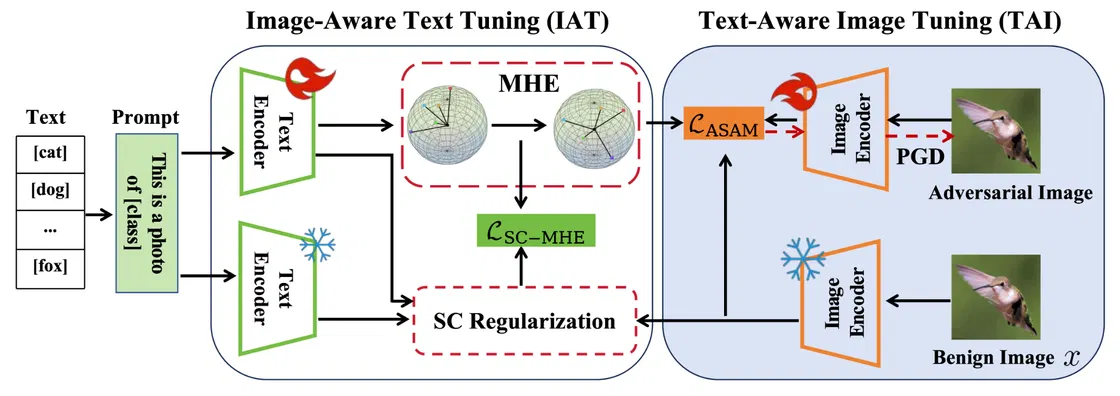 Image-Aware Text Tuning (IAT)
Text-Aware Image Tuning (TAI)
Text
[cat]
[dog]
...
[fox]
Prompt
This is a photo
of [class]
Text
Encoder
Text
Encoder
MHE
ℒSC−MHE
SC Regularization
ℒASAM
Image
Encoder
PGD
Adversarial Image
Image
Encoder
Benign Image x